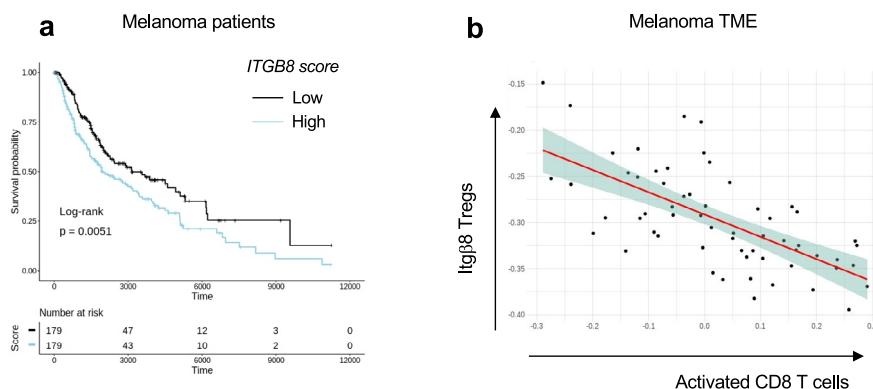 a
Melanoma patients
ITGB8 score
Low
High
Survival probability
1.00
0.75
0.50
0.25
0.00
Log-rank
p = 0.0051
0
3000
6000
9000
12000
Time
Number at risk
Score
179 47 12 3 0
179 43 10 2 0
0 3000 6000 9000 12000
Time
b
Melanoma TME
Itgβ8 Tregs
-0.15
-0.20
-0.25
-0.30
-0.35
-0.40
-0.3 -0.2 -0.1 0.0 0.1 0.2
Activated CD8 T cells